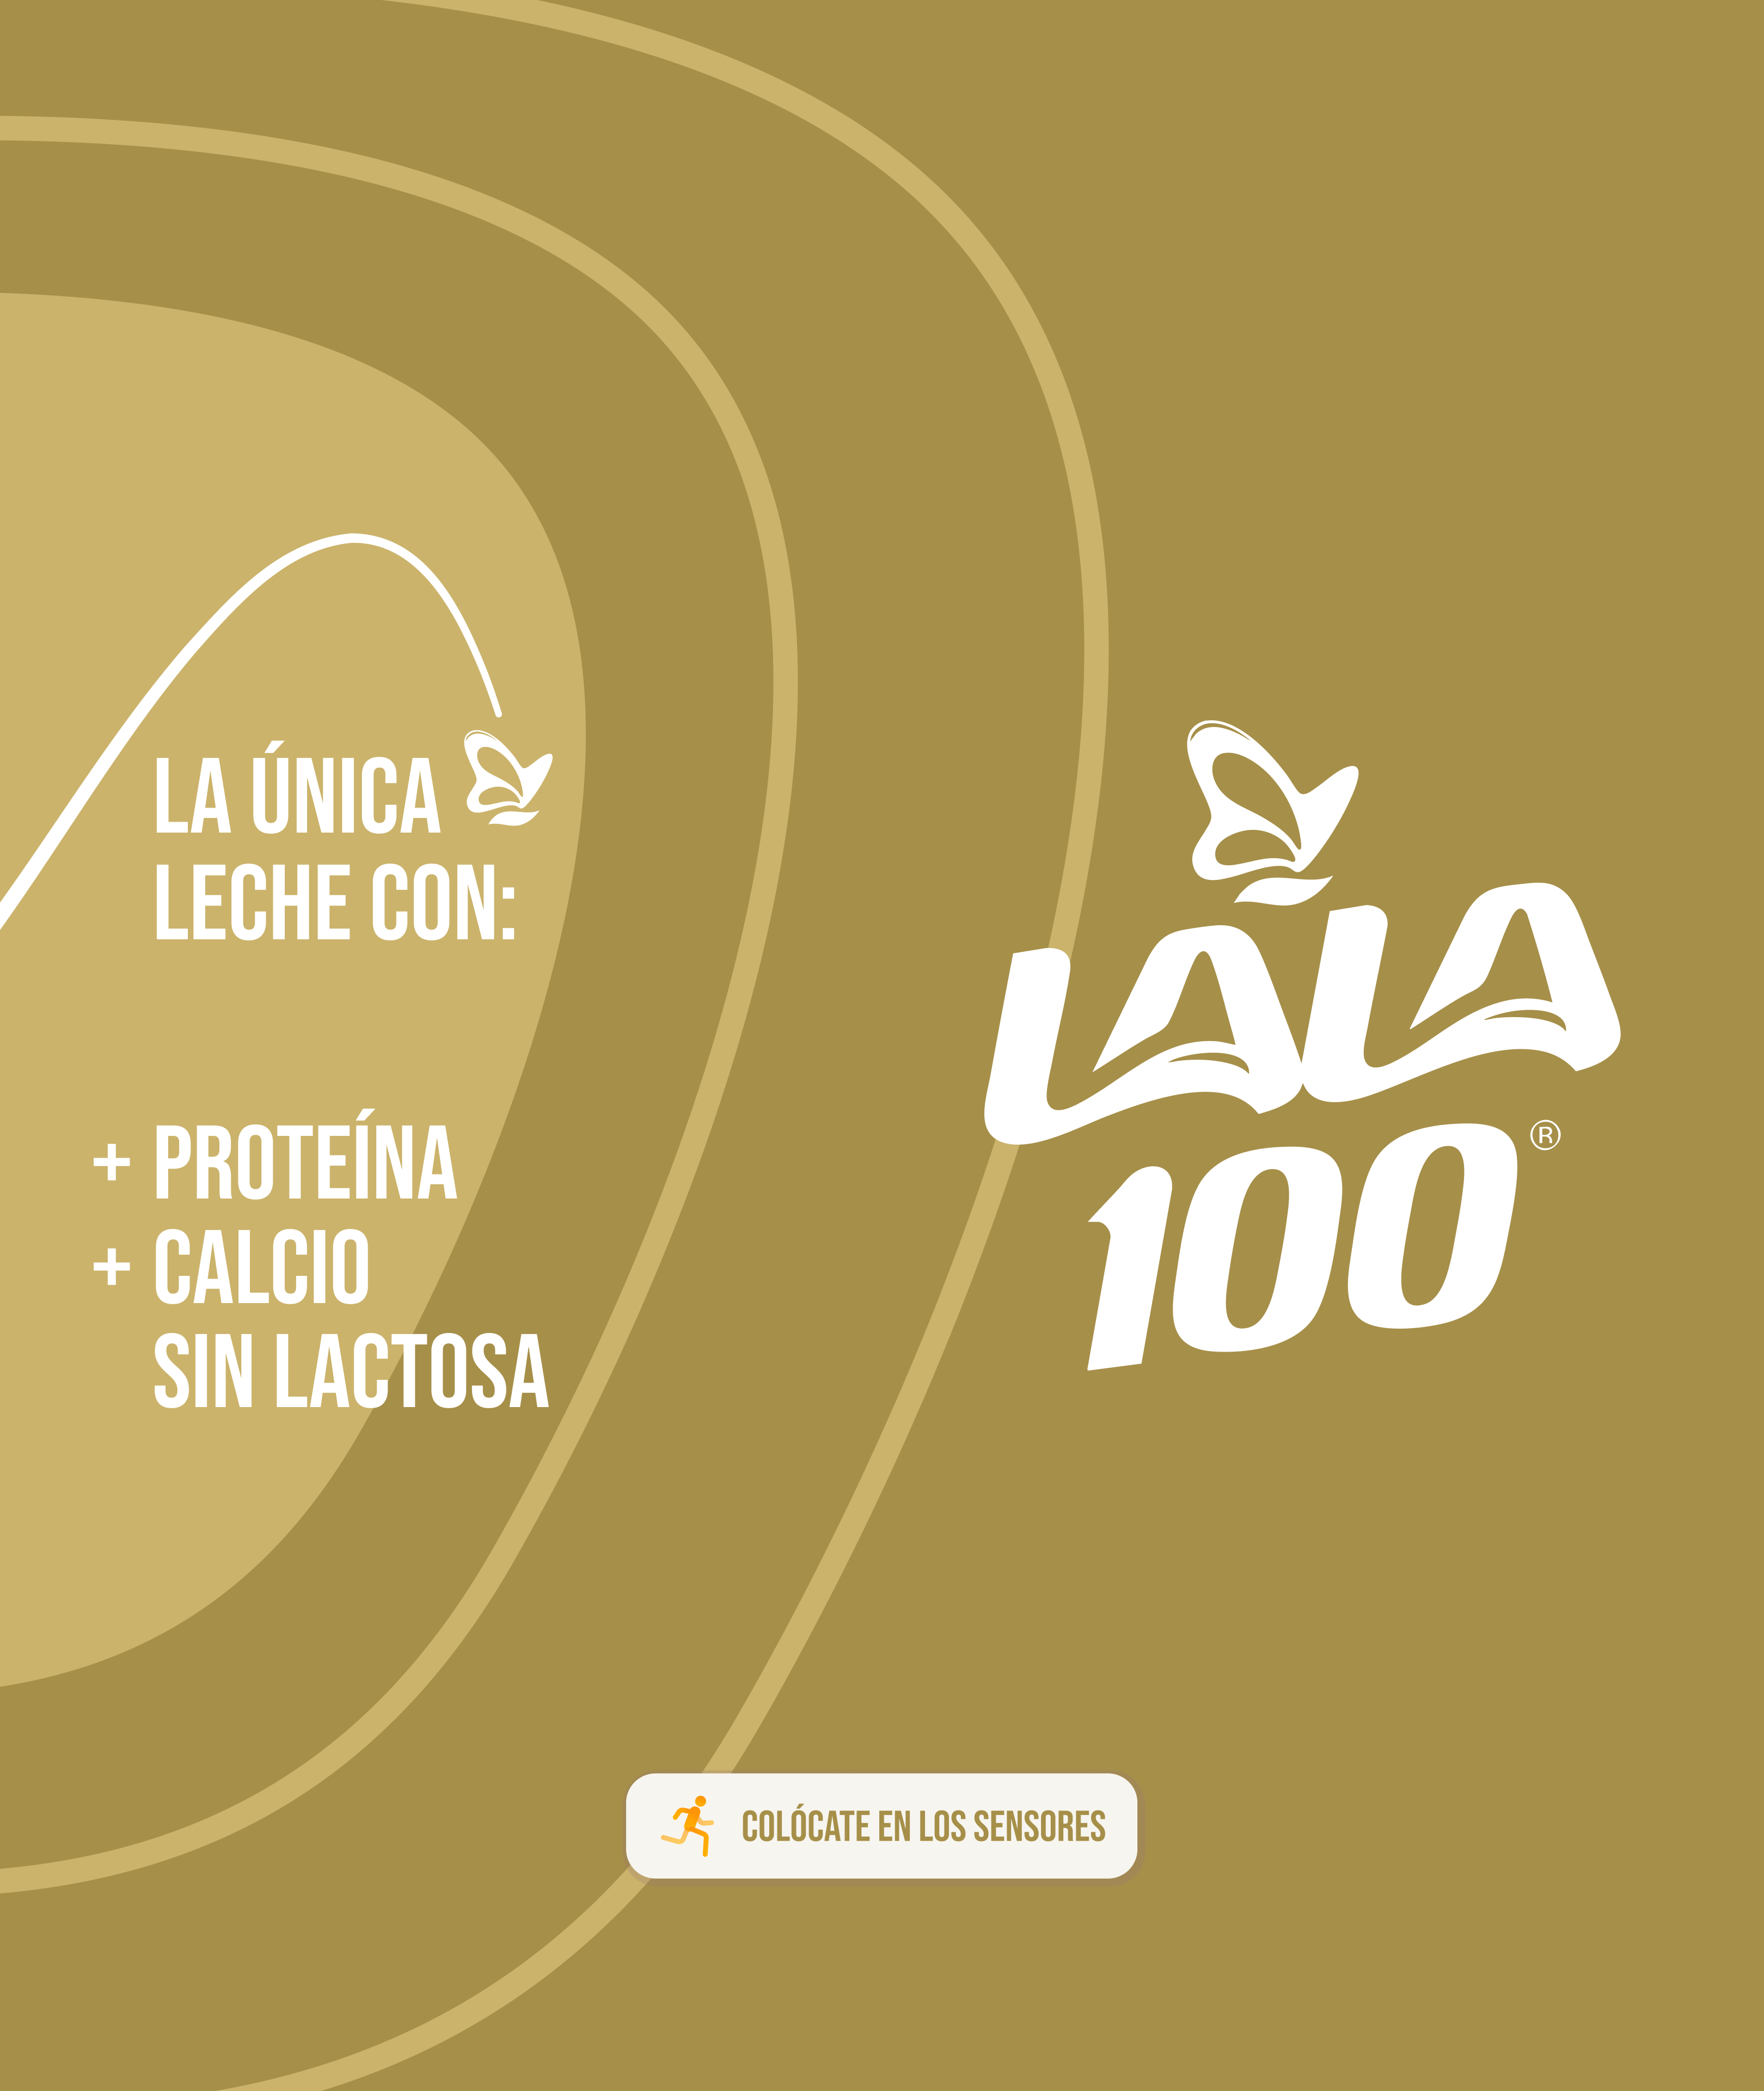 LA ÚNICA
LECHE CON:
+ PROTEÍNA
+ CALCIO
SIN LACTOSA
LALA
100®
COLÓCATE EN LOS SENSORES